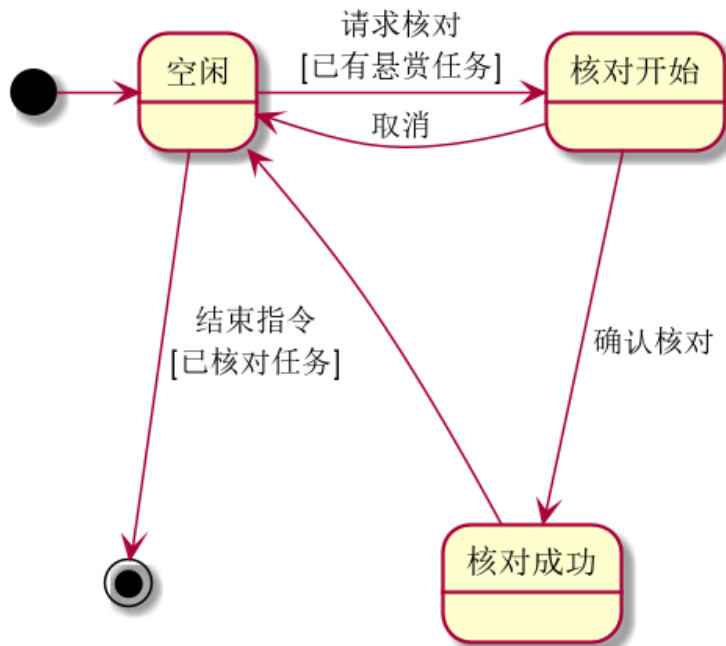 请求核对
[已有悬赏任务]
空闲
核对开始
取消
结束指令
[已核对任务]
确认核对
核对成功